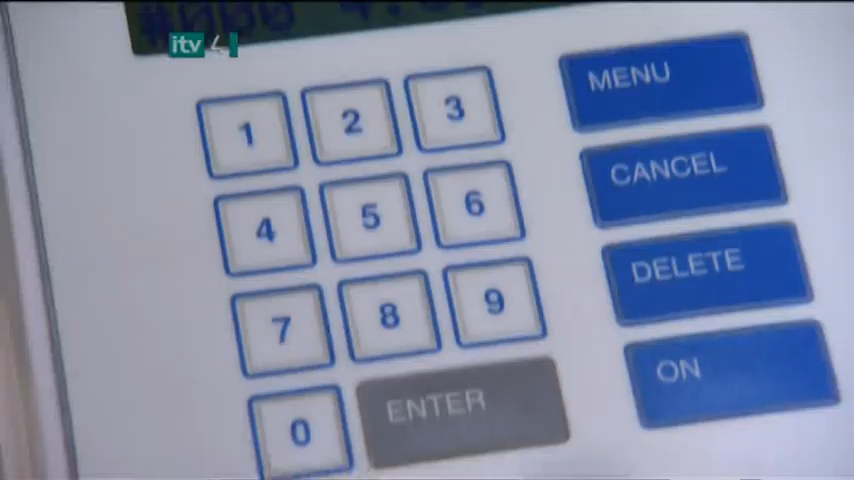 itv 4
1 2 3 MENU
4 5 6 CANCEL
7 8 9 DELETE
0 ENTER ON